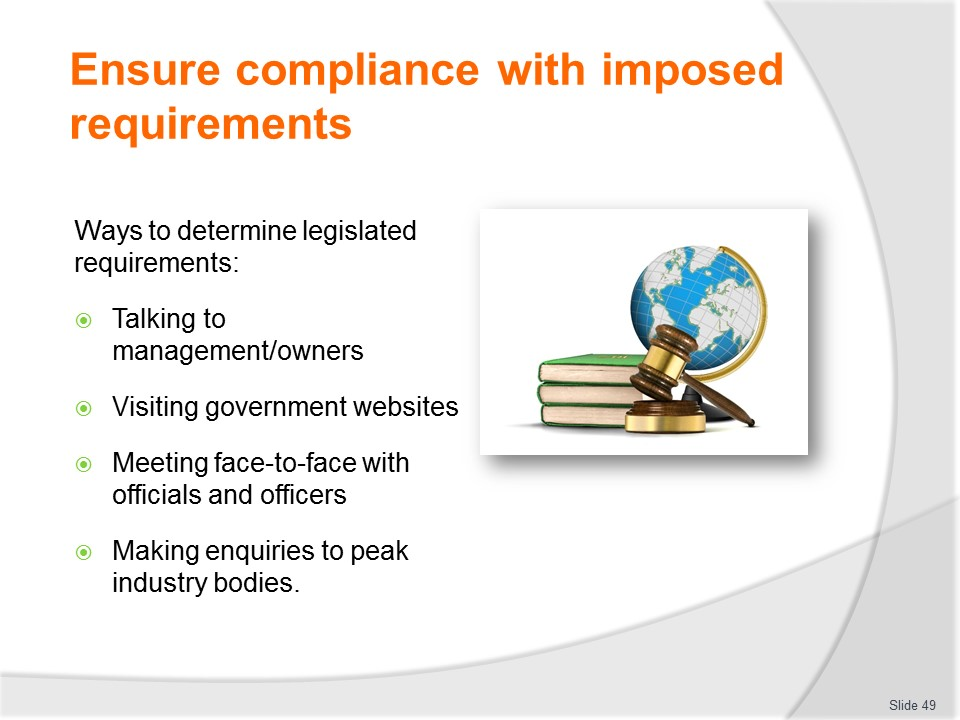 Ensure compliance with imposed
requirements
Ways to determine legislated
requirements:
Talking to
management/owners
Visiting government websites
Meeting face-to-face with
officials and officers
Making enquiries to peak
industry bodies.
Slide 49